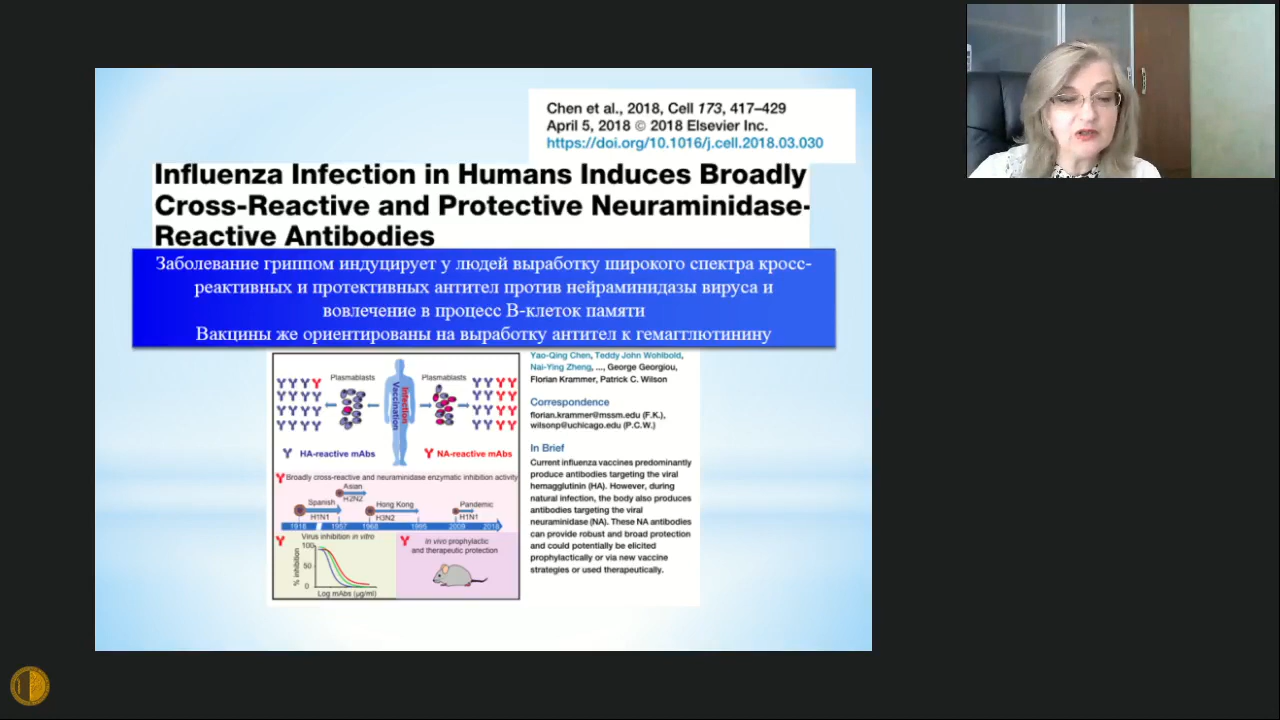 Chen et al., 2018, Cell 173, 417–429
April 5, 2018 © 2018 Elsevier Inc.
https://doi.org/10.1016/j.cell.2018.03.030
Influenza Infection in Humans Induces Broadly
Cross-Reactive and Protective Neuraminidase-
Reactive Antibodies
Заболевание гриппом индуцирует у людей выработку широкого спектра кросс-
реактивных и протективных антител против нейраминидазы вируса и
вовлечение в процесс В-клеток памяти
Вакцины же ориентированы на выработку антител к гемагглютинину
Plasmablasts
Vaccination
Infection
Plasmablasts
HA-reactive mAbs
NA-reactive mAbs
Broadly cross-reactive and neuraminidase enzymatic inhibition activity
Asian
H2N2
Spanish
H1N1
Hong Kong
H3N2
Pandemic
H1N1
1918 1957 1968 1995 2009 2018
Virus inhibition in vitro
% inhibition
100
50
0
Log mAbs (µg/ml)
in vivo prophylactic
and therapeutic protection
Yao-Qing Chen, Teddy John Wohlbold,
Nai-Ying Zheng, ..., George Georgiou,
Florian Krammer, Patrick C. Wilson
Correspondence
florian.krammer@mssm.edu (F.K.),
wilsonp@uchicago.edu (P.C.W.)
In Brief
Current influenza vaccines predominantly
produce antibodies targeting the viral
hemagglutinin (HA). However, during
natural infection, the body also produces
antibodies targeting the viral
neuraminidase (NA). These NA antibodies
can provide robust and broad protection
and could potentially be elicited
prophylactically or via new vaccine
strategies or used therapeutically.